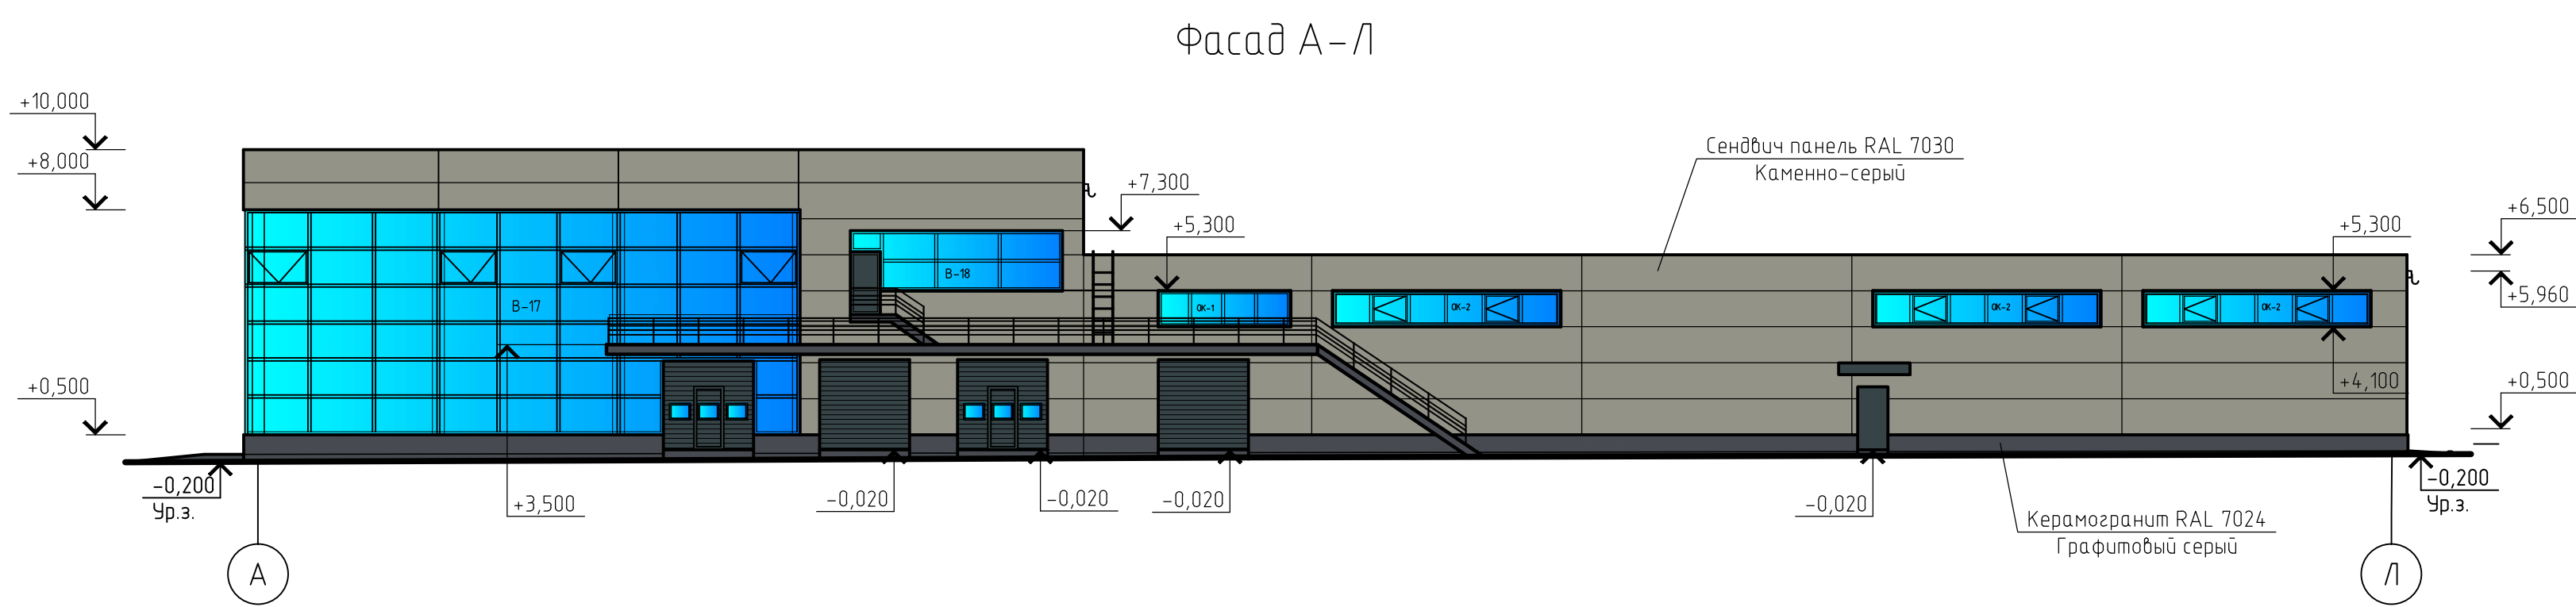 Фасад А-Л
+10,000
+8,000
+0,500
-0,200
Ур.з.
+3,500
В-17
В-18
+7,300
+5,300
ОК-1
ОК-2
Сендвич панель RAL 7030
Каменно-серый
ОК-2
ОК-2
+5,300
+4,100
+6,500
+5,960
+0,500
-0,020
-0,020
-0,020
-0,020
Керамогранит RAL 7024
Графитовый серый
-0,200
Ур.з.
А
Л